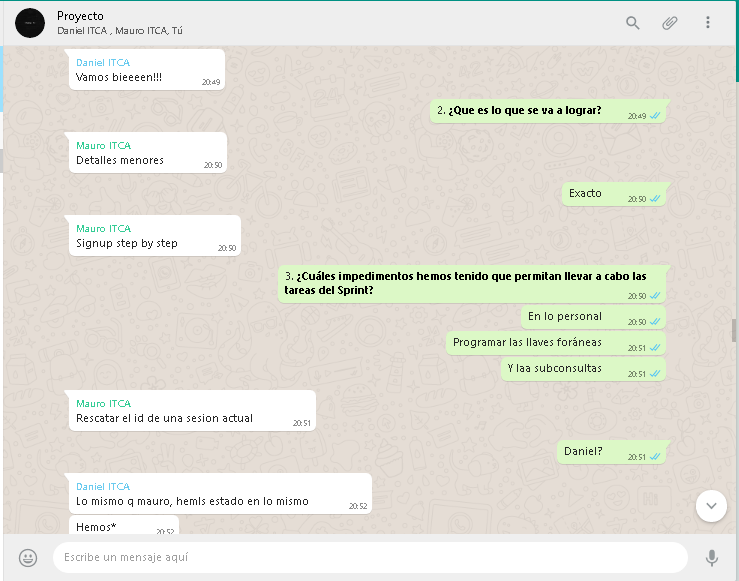 Proyecto
Daniel ITCA , Mauro ITCA, Tú
Daniel ITCA
Vamos bieeeen!!!
20:49
2. ¿Que es lo que se va a lograr?
20:49
Mauro ITCA
Detalles menores
20:50
Exacto
20:50
Mauro ITCA
Signup step by step
20:50
3. ¿Cuáles impedimentos hemos tenido que permitan llevar a cabo las
tareas del Sprint?
20:50
En lo personal
20:50
Programar las llaves foráneas
20:51
Y laa subconsultas
20:51
Mauro ITCA
Rescatar el id de una sesion actual
20:51
Daniel?
20:51
Daniel ITCA
Lo mismo q mauro, hemls estado en lo mismo
20:52
Hemos*
20:52
Escribe un mensaje aquí